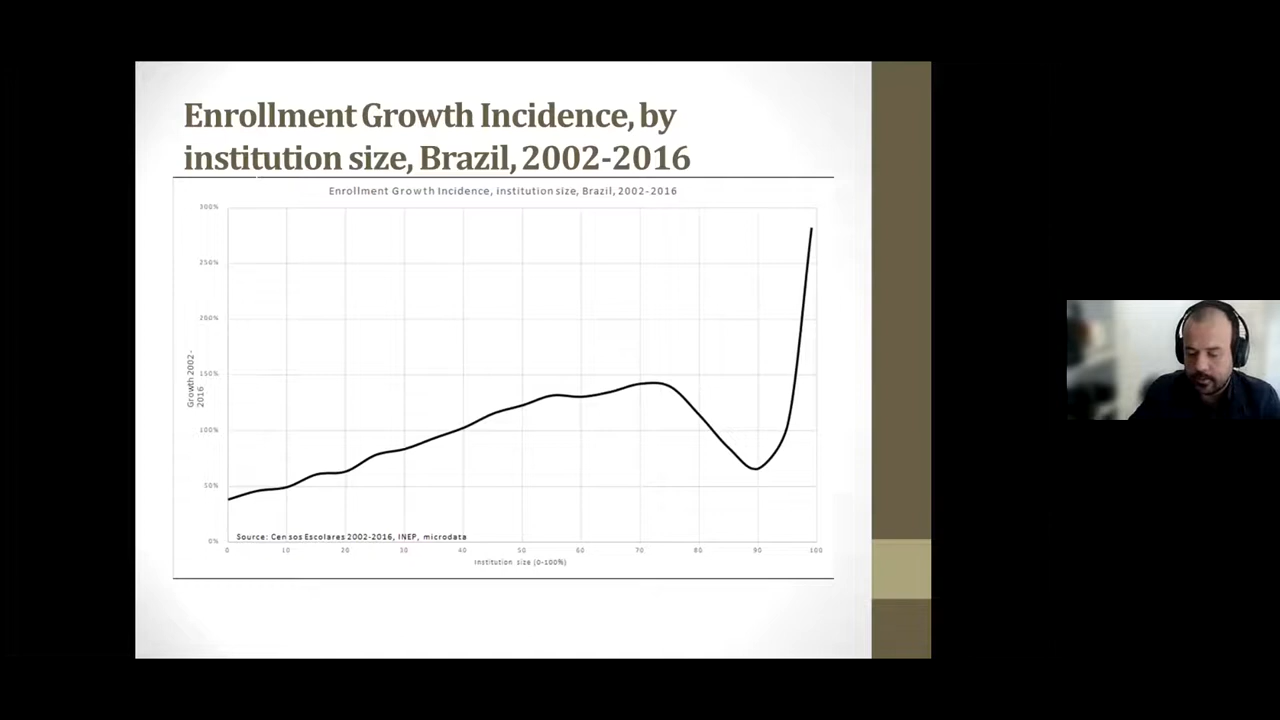 Enrollment Growth Incidence, by
institution size, Brazil, 2002-2016
Enrollment Growth Incidence, institution size, Brazil, 2002-2016
300%
250%
200%
150%
100%
50%
0%
Growth 2002-
2016
Source: Censos Escolares 2002-2016, INEP, microdata
0 10 20 30 40 50 60 70 80 90 100
Institution size (0-100%)